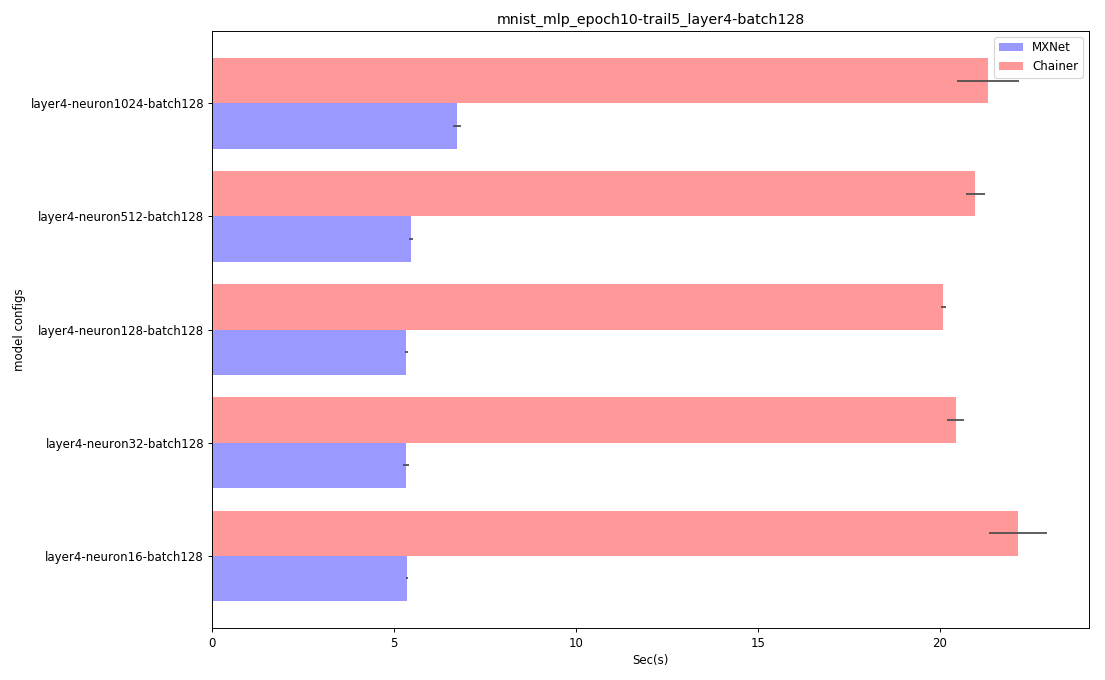 mnist_mlp_epoch10-trail5_layer4-batch128
MXNet
Chainer
layer4-neuron1024-batch128
layer4-neuron512-batch128
layer4-neuron128-batch128
layer4-neuron32-batch128
layer4-neuron16-batch128
model configs
0 5 10 15 20
Sec(s)